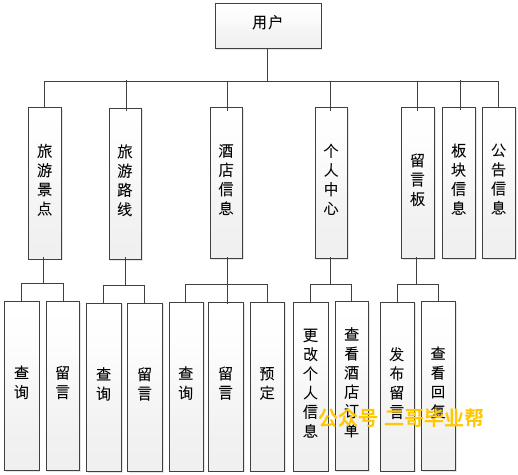 用户
旅游景点
旅游路线
酒店信息
个人中心
留言板
板块信息
公告信息
查询
留言
查询
留言
查询
留言
预定
更改个人信息
查看酒店订单
发布留言
查看回复
公众号 二哥毕业帮